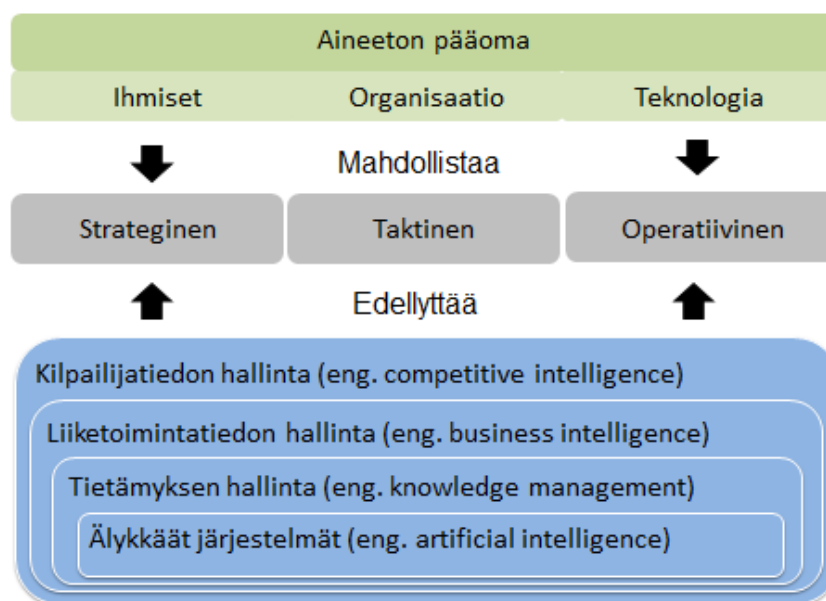 Aineeton pääoma
Ihmiset Organisaatio Teknologia
Mahdollistaa
Strateginen Taktinen Operatiivinen
Edellyttää
Kilpailijatiedon hallinta (eng. competitive intelligence)
Liiketoimintatiedon hallinta (eng. business intelligence)
Tietämyksen hallinta (eng. knowledge management)
Älykkäät järjestelmät (eng. artificial intelligence)